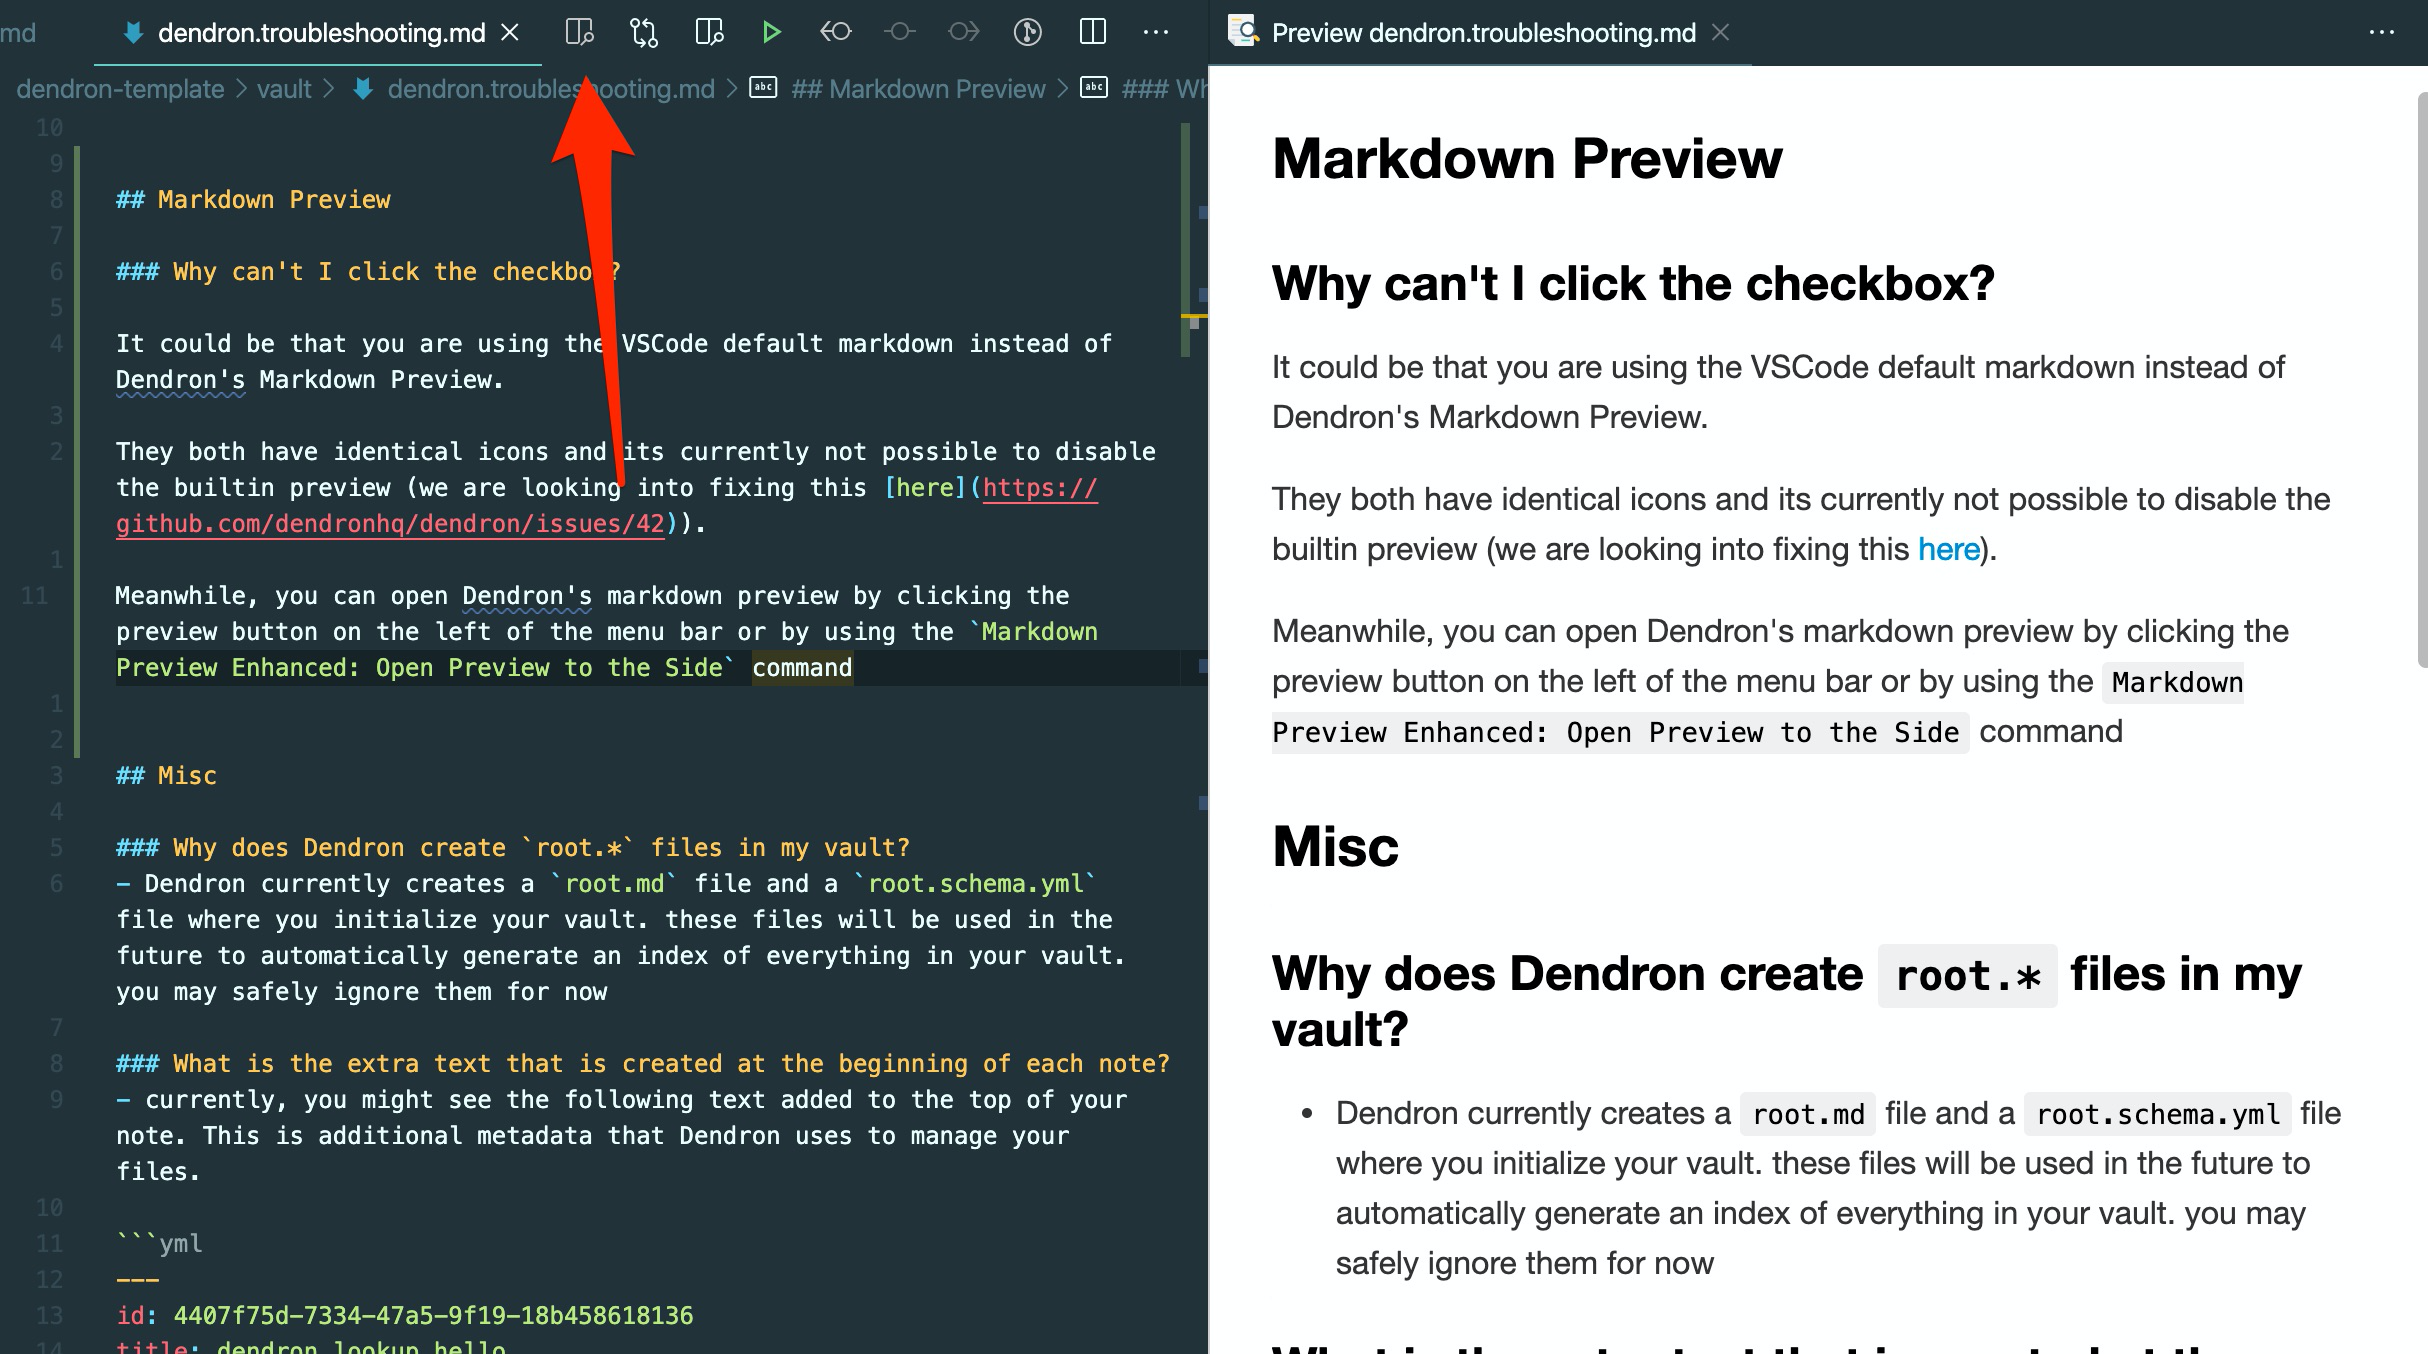 md
dendron.troubleshooting.md
Preview dendron.troubleshooting.md
dendron-template > vault > dendron.troubleshooting.md > ## Markdown Preview > ### Wh
10
9
8 ## Markdown Preview
7
6 ### Why can't I click the checkbo ?
5
4 It could be that you are using the VSCode default markdown instead of
Dendron's Markdown Preview.
3
2 They both have identical icons and its currently not possible to disable
the builtin preview (we are looking into fixing this [here](https://
github.com/dendronhq/dendron/issues/42)).
1
11 Meanwhile, you can open Dendron's markdown preview by clicking the
preview button on the left of the menu bar or by using the `Markdown
Preview Enhanced: Open Preview to the Side` command
1
2
3 ## Misc
4
5 ### Why does Dendron create `root.*` files in my vault?
6 - Dendron currently creates a `root.md` file and a `root.schema.yml`
file where you initialize your vault. these files will be used in the
future to automatically generate an index of everything in your vault.
you may safely ignore them for now
7
8 ### What is the extra text that is created at the beginning of each note?
9 - currently, you might see the following text added to the top of your
note. This is additional metadata that Dendron uses to manage your
files.
10
11 ```yml
12 ---
13 id: 4407f75d-7334-47a5-9f19-18b458618136
14 title: dendron.lookup.hello
Markdown Preview
Why can't I click the checkbox?
It could be that you are using the VSCode default markdown instead of
Dendron's Markdown Preview.
They both have identical icons and its currently not possible to disable the
builtin preview (we are looking into fixing this here).
Meanwhile, you can open Dendron's markdown preview by clicking the
preview button on the left of the menu bar or by using the Markdown
Preview Enhanced: Open Preview to the Side command
Misc
Why does Dendron create root.* files in my
vault?
• Dendron currently creates a root.md file and a root.schema.yml file
where you initialize your vault. these files will be used in the future to
automatically generate an index of everything in your vault. you may
safely ignore them for now